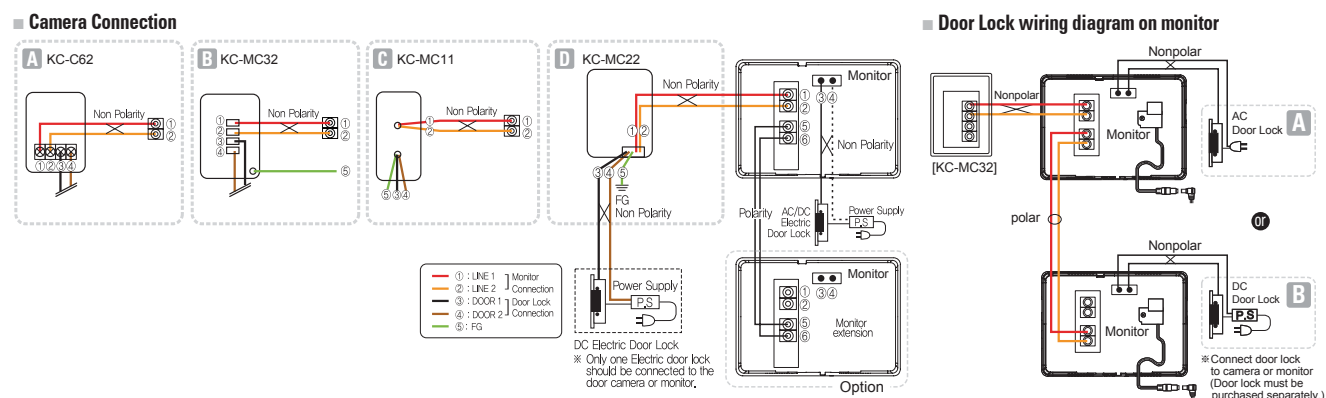 Camera Connection
A KC-C62
Non Polarity
①
②
①②③④
B KC-MC32
①
②
③
④
Non Polarity
①
②
⑤
C KC-MC11
①
②
Non Polarity
①
②
⑤③④
D KC-MC22
①②
③④
⑤
FG
Non Polarity
Non Polarity
Monitor
①
②
③④
⑤
⑥
Non Polarity
Polarity
AC/DC
Electric
Door Lock
Power Supply
P.S
Monitor
①
②
③④
⑤
⑥
Monitor
extension
Option
① : LINE 1
② : LINE 2
Monitor
Connection
③ : DOOR 1
④ : DOOR 2
Door Lock
Connection
⑤ : FG
Power Supply
P.S
DC Electric Door Lock
※ Only one Electric door lock
should be connected to the
door camera or monitor.
Door Lock wiring diagram on monitor
Nonpolar
Nonpolar
[KC-MC32]
Monitor
AC
Door Lock
A
polar
or
Nonpolar
Monitor
DC
Door Lock
B
P.S
※Connect door lock
to camera or monitor
(Door lock must be
purchased separately.)